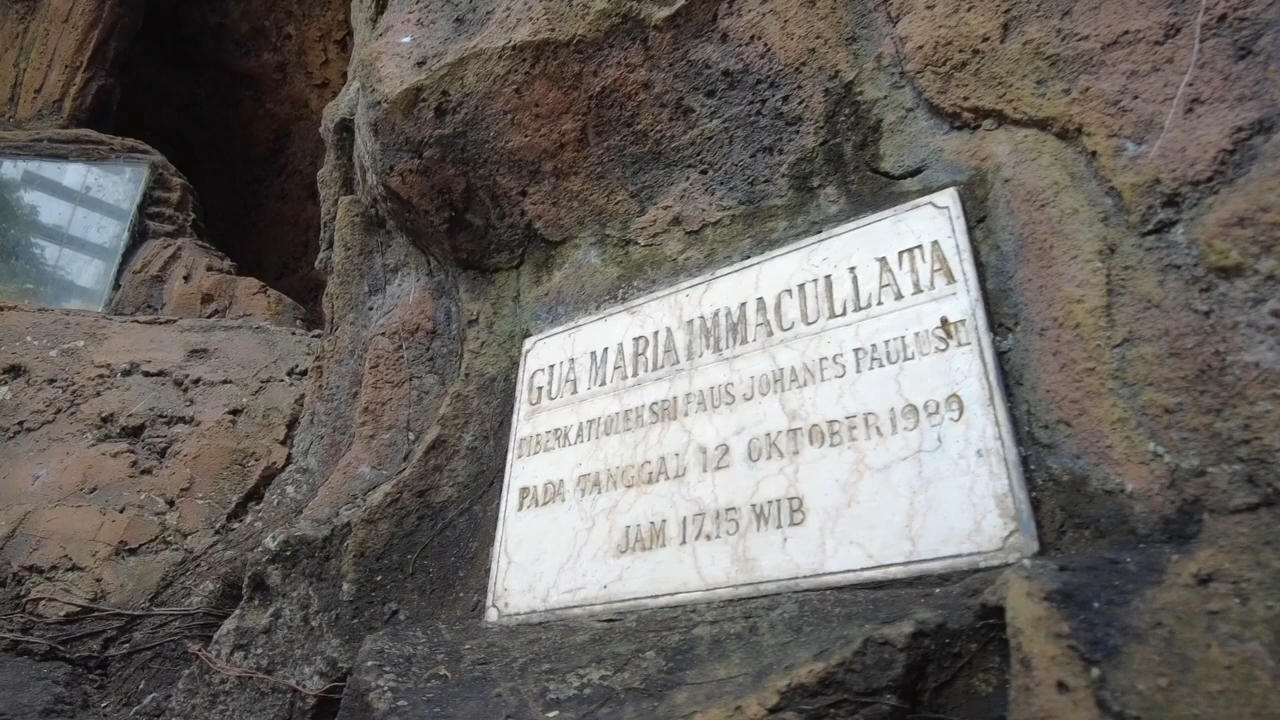 GUA MARIA IMMACULLATA
DIBERKATI OLEH SRI PAUS JOHANES PAULUS II
PADA TANGGAL 12 OKTOBER 1989
JAM 17.15 WIB